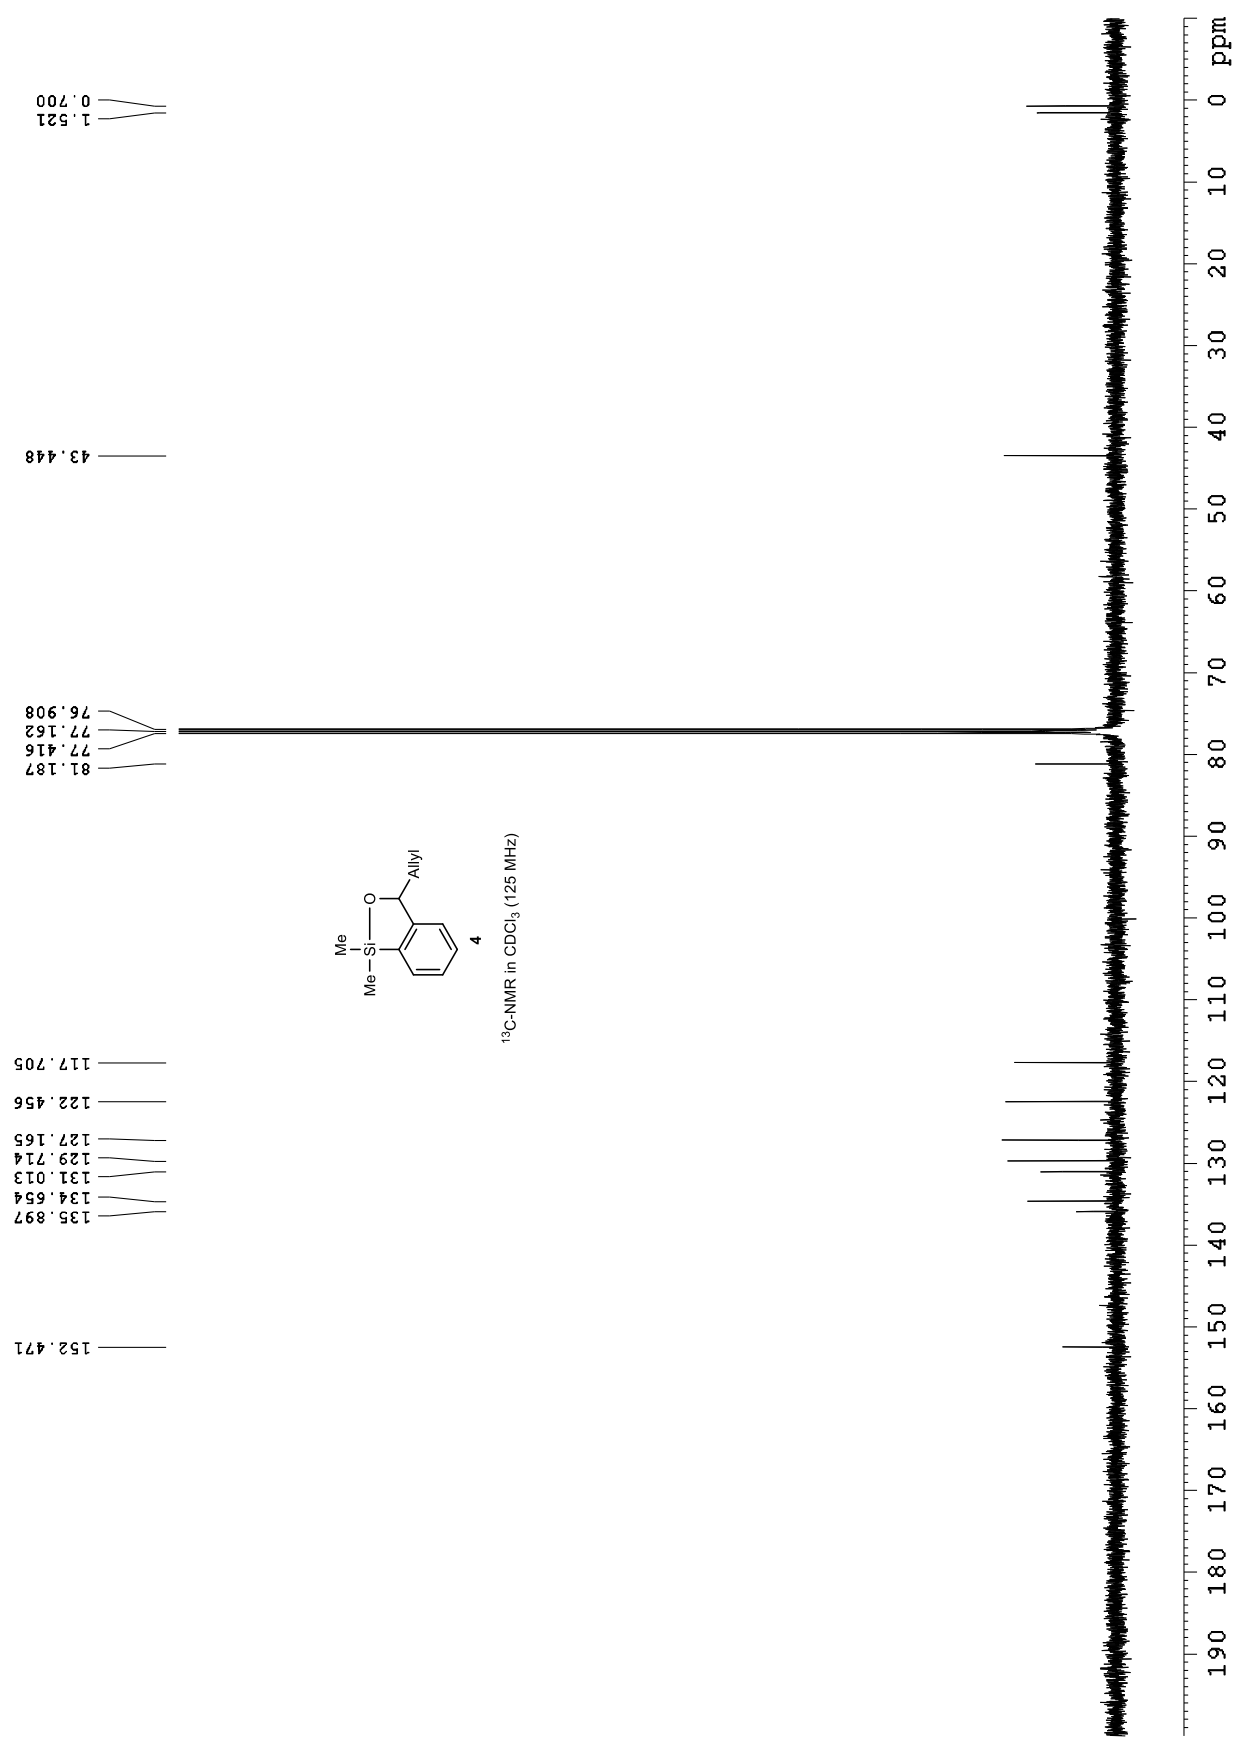 152.471
135.897
134.654
131.013
129.714
127.165
122.456
117.705
81.187
77.416
77.162
76.908
43.448
1.521
0.700
Me
Me
Si
O
Allyl
4
¹³C-NMR in CDCl₃ (125 MHz)
190 180 170 160 150 140 130 120 110 100 90 80 70 60 50 40 30 20 10 0 ppm